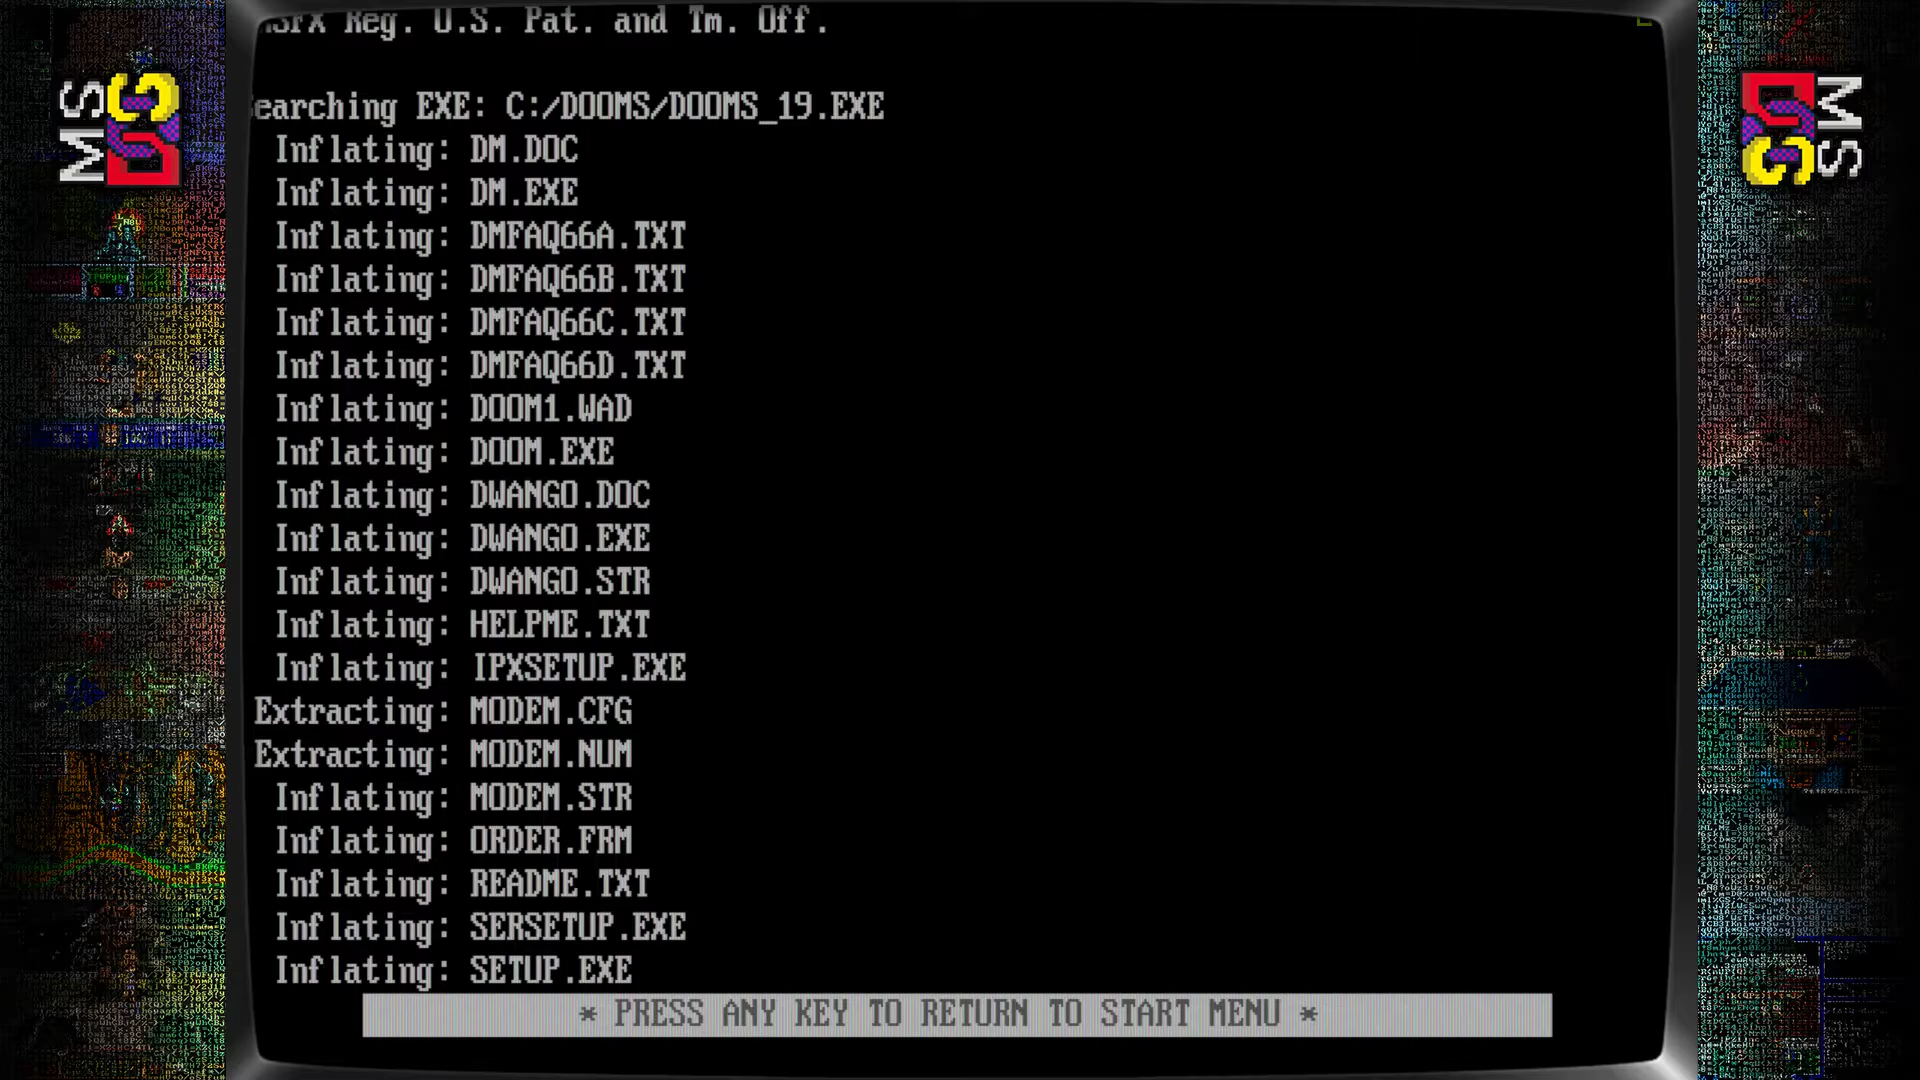 Reg. U.S. Pat. and Tm. Off.
earching EXE: C:/DOOMS/DOOMS_19.EXE
Inflating: DM.DOC
Inflating: DM.EXE
Inflating: DMFAQ66A.TXT
Inflating: DMFAQ66B.TXT
Inflating: DMFAQ66C.TXT
Inflating: DMFAQ66D.TXT
Inflating: DOOM1.WAD
Inflating: DOOM.EXE
Inflating: DWANGO.DOC
Inflating: DWANGO.EXE
Inflating: DWANGO.STR
Inflating: HELPME.TXT
Inflating: IPXSETUP.EXE
Extracting: MODEM.CFG
Extracting: MODEM.NUM
Inflating: MODEM.STR
Inflating: ORDER.FRM
Inflating: README.TXT
Inflating: SERSETUP.EXE
Inflating: SETUP.EXE
* PRESS ANY KEY TO RETURN TO START MENU *
MS
MS